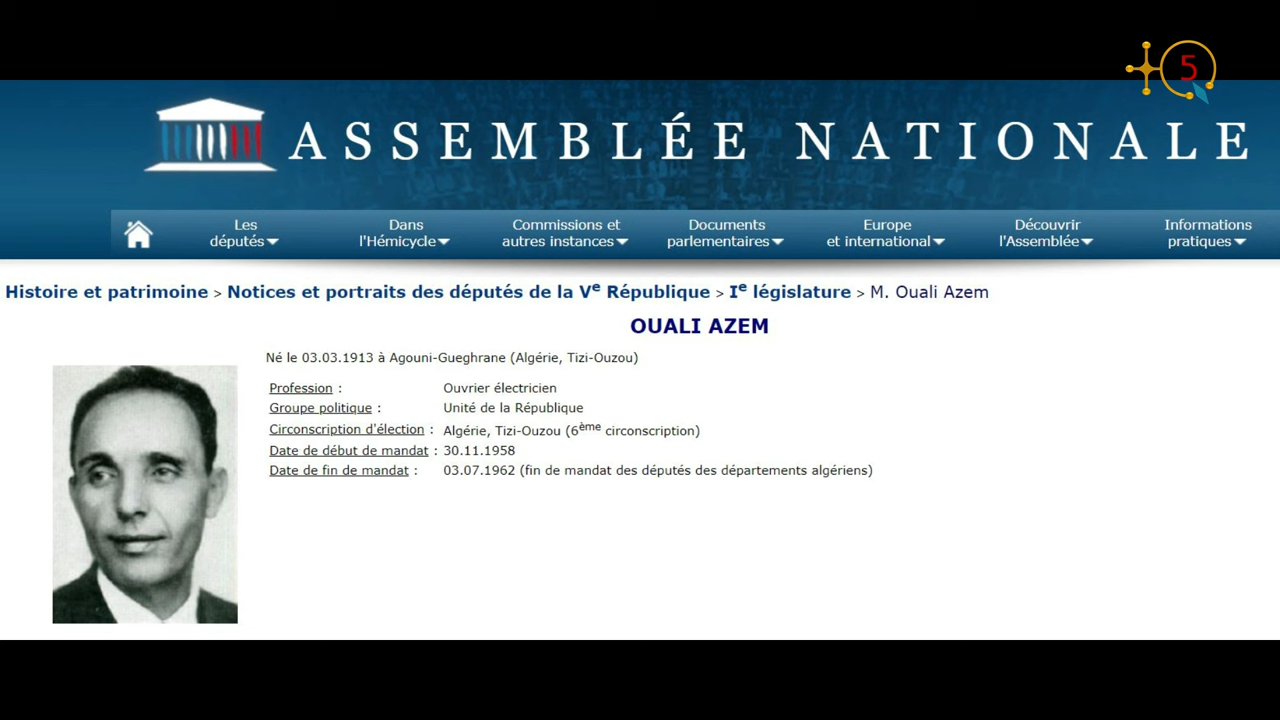 5
ASSEMBLÉE NATIONALE
Les députés
Dans l'Hémicycle
Commissions et autres instances
Documents parlementaires
Europe et international
Découvrir l'Assemblée
Informations pratiques
Histoire et patrimoine > Notices et portraits des députés de la Ve République > Ie législature > M. Ouali Azem
OUALI AZEM
Né le 03.03.1913 à Agouni-Gueghrane (Algérie, Tizi-Ouzou)
Profession : Ouvrier électricien
Groupe politique : Unité de la République
Circonscription d'élection : Algérie, Tizi-Ouzou (6ème circonscription)
Date de début de mandat : 30.11.1958
Date de fin de mandat : 03.07.1962 (fin de mandat des députés des départements algériens)